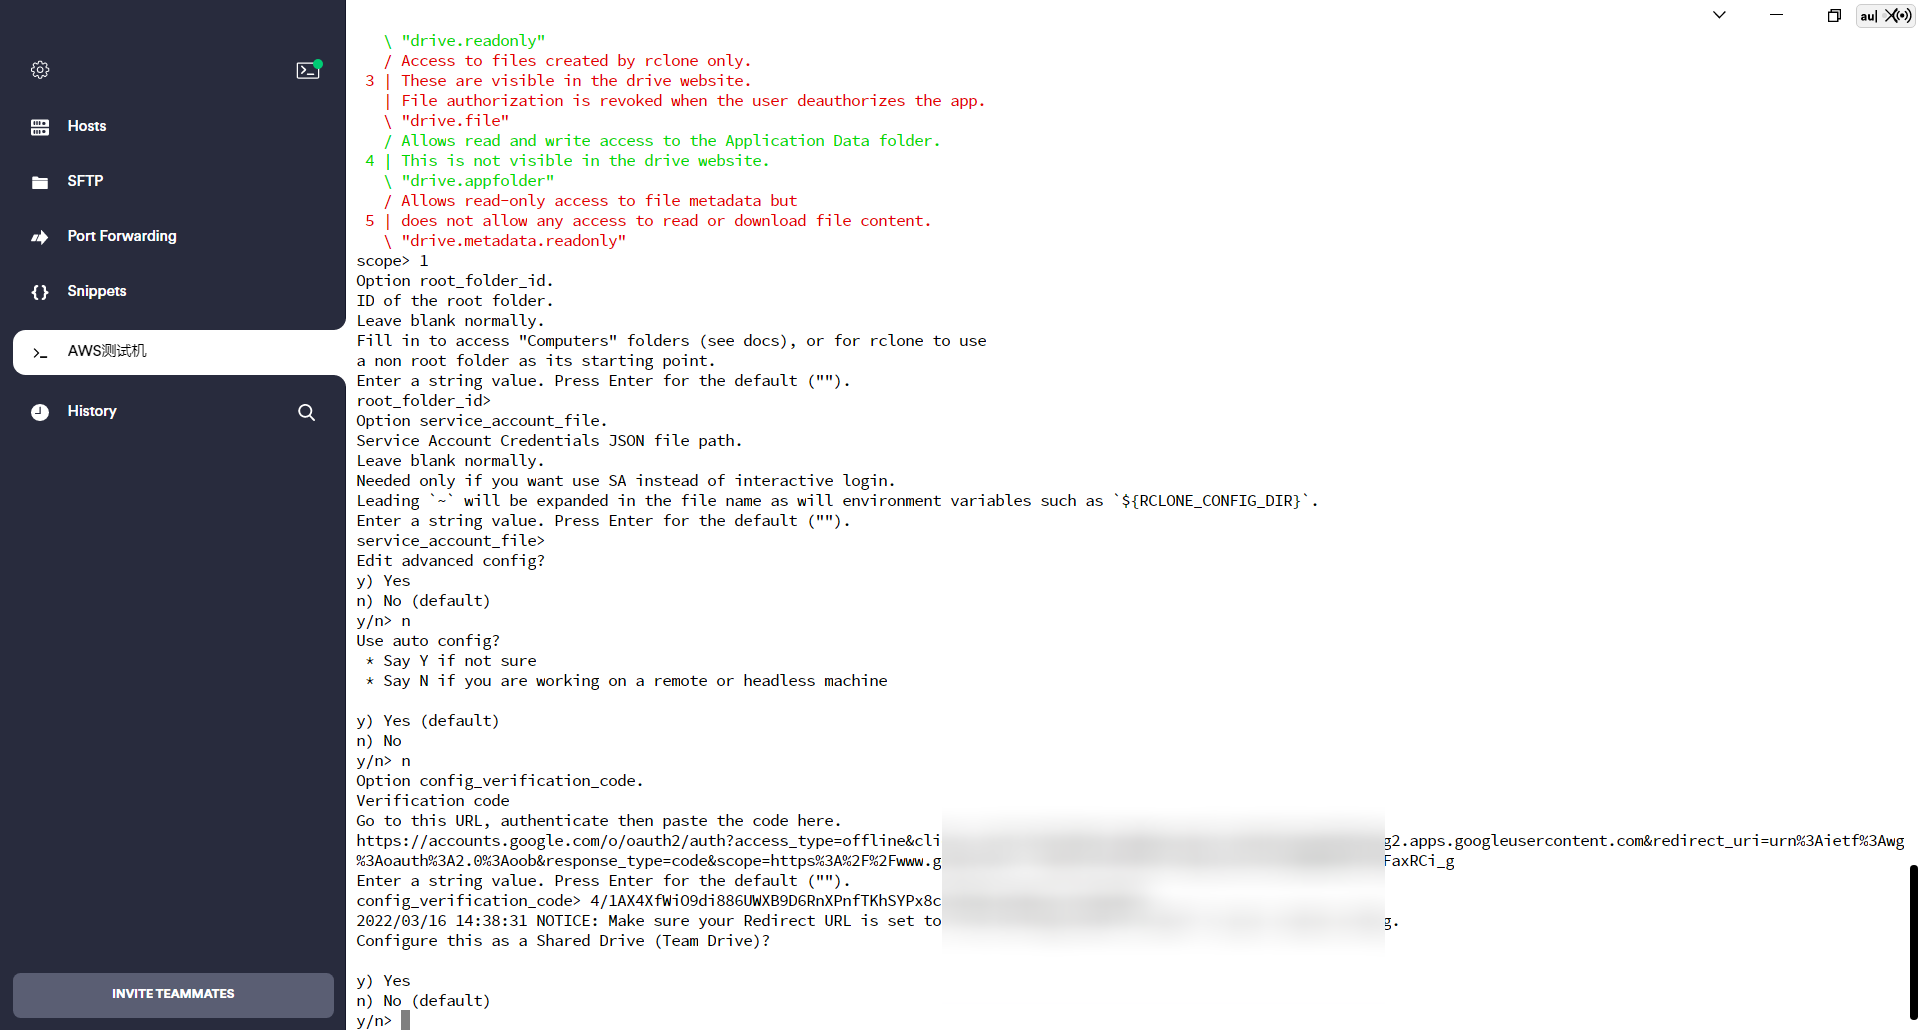 au|
Hosts
SFTP
Port Forwarding
Snippets
AWS测试机
History
INVITE TEAMMATES
\ "drive.readonly"
/ Access to files created by rclone only.
3 | These are visible in the drive website.
| File authorization is revoked when the user deauthorizes the app.
\ "drive.file"
/ Allows read and write access to the Application Data folder.
4 | This is not visible in the drive website.
\ "drive.appfolder"
/ Allows read-only access to file metadata but
5 | does not allow any access to read or download file content.
\ "drive.metadata.readonly"
scope> 1
Option root_folder_id.
ID of the root folder.
Leave blank normally.
Fill in to access "Computers" folders (see docs), or for rclone to use
a non root folder as its starting point.
Enter a string value. Press Enter for the default ("").
root_folder_id>
Option service_account_file.
Service Account Credentials JSON file path.
Leave blank normally.
Needed only if you want use SA instead of interactive login.
Leading `~` will be expanded in the file name as will environment variables such as `${RCLONE_CONFIG_DIR}`.
Enter a string value. Press Enter for the default ("").
service_account_file>
Edit advanced config?
y) Yes
n) No (default)
y/n> n
Use auto config?
* Say Y if not sure
* Say N if you are working on a remote or headless machine
y) Yes (default)
n) No
y/n> n
Option config_verification_code.
Verification code
Go to this URL, authenticate then paste the code here.
https://accounts.google.com/o/oauth2/auth?access_type=offline&cli g2.apps.googleusercontent.com&redirect_uri=urn%3Aietf%3Awg
%3Aoauth%3A2.0%3Aoob&response_type=code&scope=https%3A%2F%2Fwww.g FaxRCi_g
Enter a string value. Press Enter for the default ("").
config_verification_code> 4/1AX4XfWiO9di886UWXB9D6RnXPnfTKhSYPx8c
2022/03/16 14:38:31 NOTICE: Make sure your Redirect URL is set to g.
Configure this as a Shared Drive (Team Drive)?
y) Yes
n) No (default)
y/n>